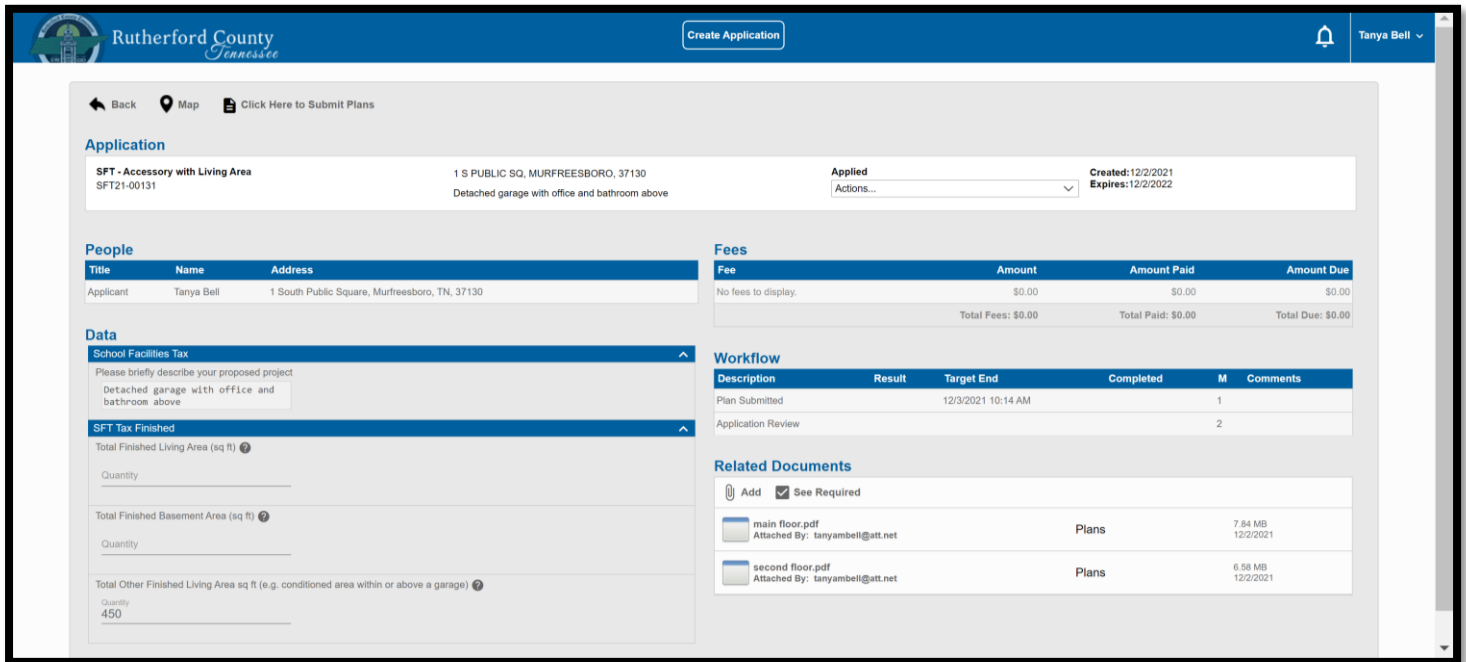 Rutherford County
Tennessee
Create Application
Tanya Bell
Back Map Click Here to Submit Plans
Application
SFT - Accessory with Living Area
SFT21-00131
1 S PUBLIC SQ, MURFREESBORO, 37130
Detached garage with office and bathroom above
Applied
Actions...
Created:12/2/2021
Expires:12/2/2022
People
Title Name Address
Applicant Tanya Bell 1 South Public Square, Murfreesboro, TN, 37130
Data
School Facilities Tax
Please briefly describe your proposed project
Detached garage with office and
bathroom above
SFT Tax Finished
Total Finished Living Area (sq ft) ?
Quantity
Total Finished Basement Area (sq ft) ?
Quantity
Total Other Finished Living Area sq ft (e.g. conditioned area within or above a garage) ?
Quantity
450
Fees
Fee Amount Amount Paid Amount Due
No fees to display. $0.00 $0.00 $0.00
Total Fees: $0.00 Total Paid: $0.00 Total Due: $0.00
Workflow
Description Result Target End Completed M Comments
Plan Submitted 12/3/2021 10:14 AM 1
Application Review 2
Related Documents
Add See Required
main floor.pdf
Attached By: tanyambell@att.net
Plans
7.84 MB
12/2/2021
second floor.pdf
Attached By: tanyambell@att.net
Plans
6.58 MB
12/2/2021